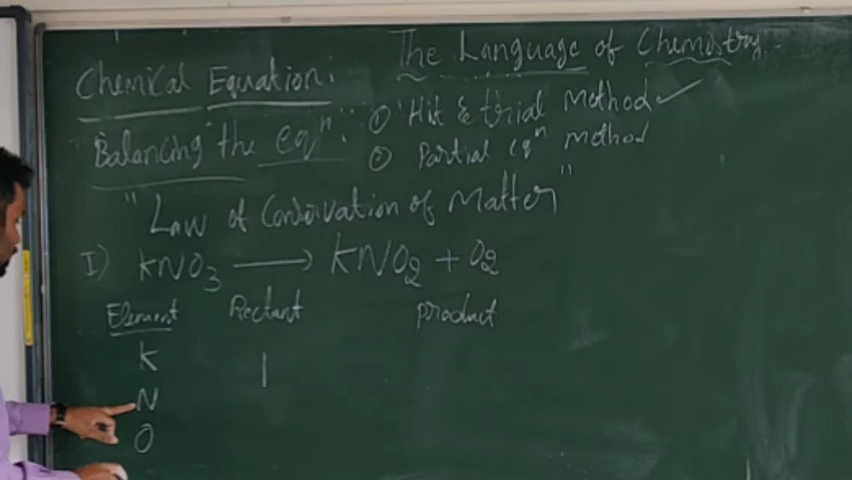 The Language of Chemistry.
Chemical Equation:
"Balancing" the eqⁿ: ① Hit & trial Method ✓
② Partial eqⁿ method
"Law of Conservation of Matter"
I) KNO₃ ⟶ KNO₂ + O₂
Element Rectant product
K 1
N
O